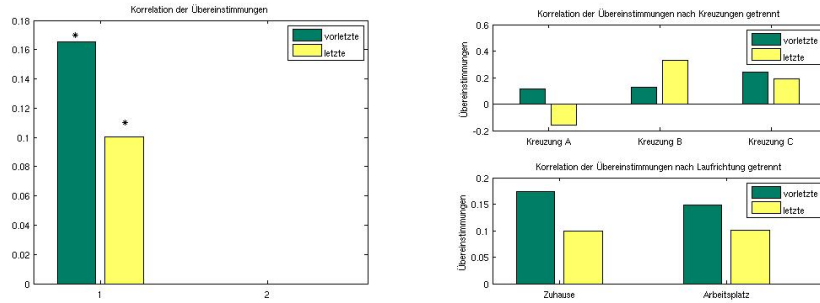 Korrelation der Übereinstimmungen
0.18
0.16
0.14
0.12
0.1
0.08
0.06
0.04
0.02
0
1
2
*
*
vorletzte
letzte
Korrelation der Übereinstimmungen nach Kreuzungen getrennt
Übereinstimmungen
0.6
0.4
0.2
0
-0.2
Kreuzung A
Kreuzung B
Kreuzung C
vorletzte
letzte
Korrelation der Übereinstimmungen nach Laufrichtung getrennt
Übereinstimmungen
0.2
0.15
0.1
0.05
0
Zuhause
Arbeitsplatz
vorletzte
letzte